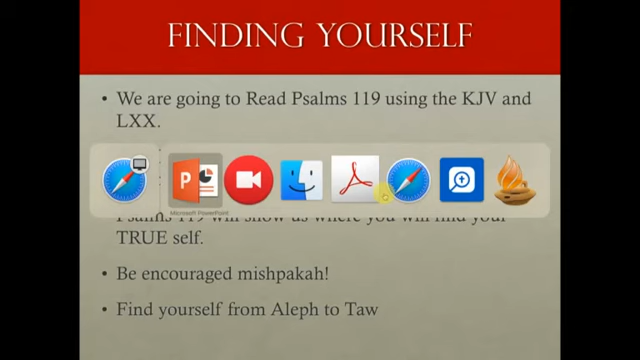 FINDING YOURSELF
• We are going to Read Psalms 119 using the KJV and
LXX.
Microsoft PowerPoint
Psalms 119 will show us where you will find your
TRUE self.
• Be encouraged mishpakah!
• Find yourself from Aleph to Taw